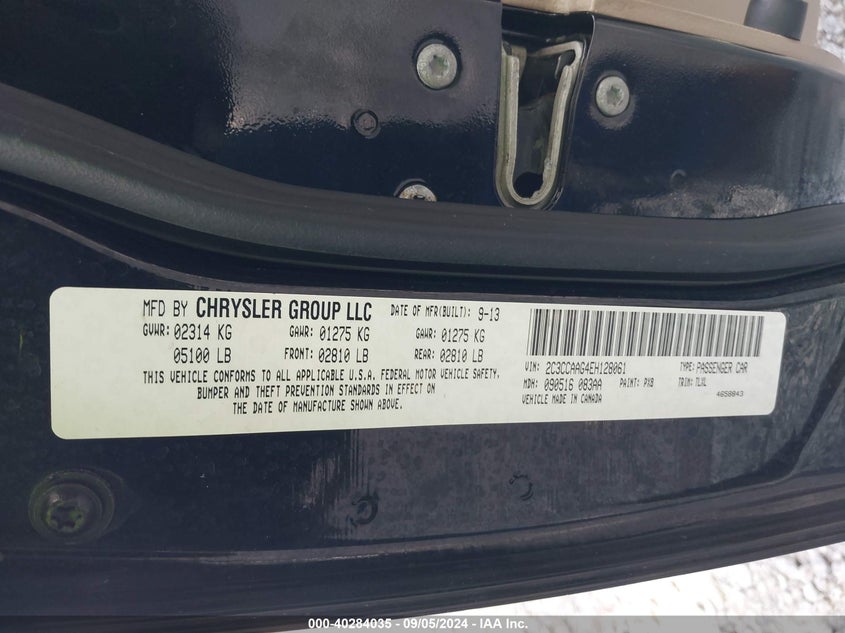 MFD BY CHRYSLER GROUP LLC DATE OF MFR(BUILT): 9-13
GVWR: 02314 KG GAWR: 01275 KG GAWR: 01275 KG
05100 LB FRONT: 02810 LB REAR: 02810 LB
THIS VEHICLE CONFORMS TO ALL APPLICABLE U.S.A. FEDERAL MOTOR VEHICLE SAFETY,
BUMPER AND THEFT PREVENTION STANDARDS IN EFFECT ON
THE DATE OF MANUFACTURE SHOWN ABOVE.
VIN: 2C3CCAAG4EH128061 TYPE: PASSENGER CAR
MDH: 090516 083AA PAINT: PX8 TRIM: TLXL
VEHICLE MADE IN CANADA 4658843
000-40284035 - 09/05/2024 - IAA Inc.